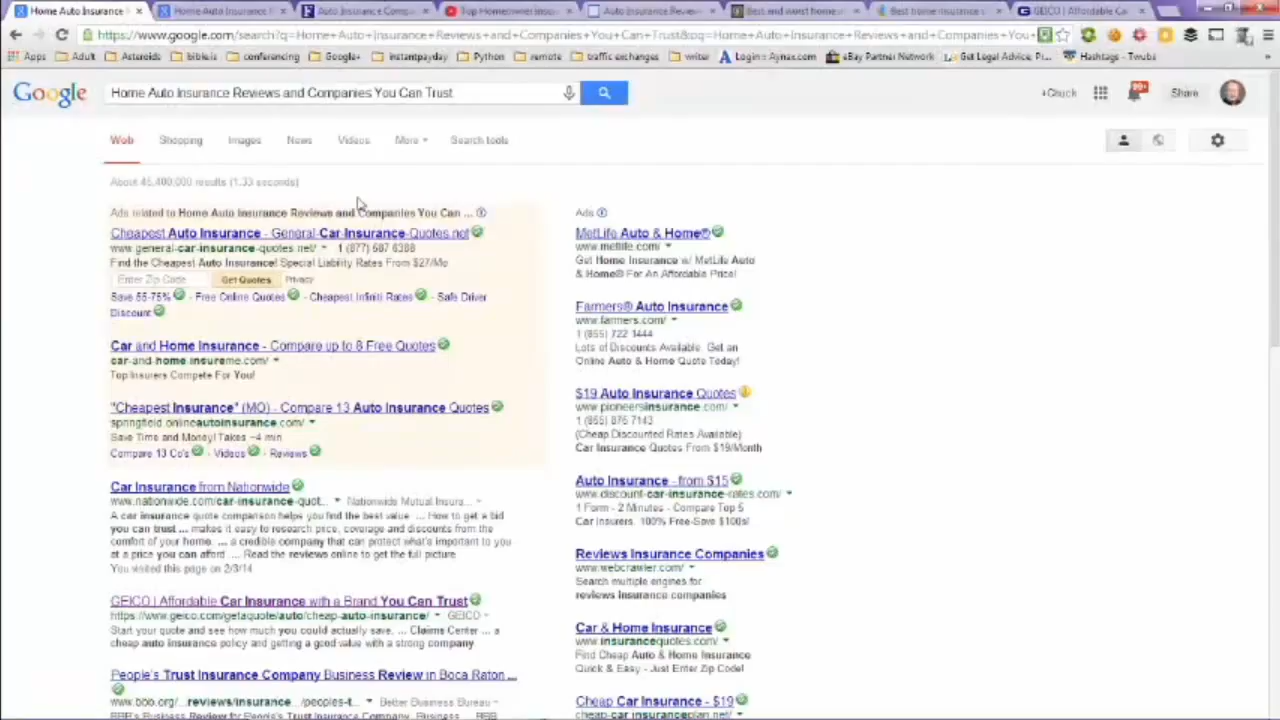 Home Auto Insurance
Home Auto Insurance
Auto Insurance Comp
Top Homeowner Insu
Auto Insurance Review
Best and worst home
Best home insurance c
GEICO | Affordable Ca
https://www.google.com/search?q=Home+Auto+Insurance+Reviews+and+Companies+You+Can+Trust&oq=Home+Auto+Insurance+Reviews+and+Companies+You+
Apps Adult Asteroids bible.is conferencing Google+ instantpayday Python remote traffic exchanges writer Login :: Aynax.com eBay Partner Network Get Legal Advice, Pr... Hashtags - Twubs
Google Home Auto Insurance Reviews and Companies You Can Trust +Chuck 99+ Share
Web Shopping Images News Videos More Search tools
About 45,400,000 results (1.33 seconds)
Ads related to Home Auto Insurance Reviews and Companies You Can ...
Cheapest Auto Insurance - General-Car-Insurance-Quotes.net
www.general-car-insurance-quotes.net/ 1 (877) 687 6388
Find the Cheapest Auto Insurance! Special Liability Rates From $27/Mo
Enter Zip Code Get Quotes Privacy
Save 55-75% - Free Online Quotes - Cheapest Infiniti Rates - Safe Driver
Discount
Car and Home Insurance - Compare up to 8 Free Quotes
car-and-home.insureme.com/
Top Insurers Compete For You!
"Cheapest Insurance" (MO) - Compare 13 Auto Insurance Quotes
springfield.onlineautoinsurance.com/
Save Time and Money! Takes ~4 min
Compare 13 Co's - Videos - Reviews
Car Insurance from Nationwide
www.nationwide.com/car-insurance-quot... Nationwide Mutual Insura...
A car insurance quote comparison helps you find the best value. ... How to get a bid
you can trust ... makes it easy to research price, coverage and discounts from the
comfort of your home. ... a credible company that can protect what's important to you
at a price you can afford ... Read the reviews online to get the full picture
You visited this page on 2/3/14
GEICO | Affordable Car Insurance with a Brand You Can Trust
https://www.geico.com/getaquote/auto/cheap-auto-insurance/ GEICO
Start your quote and see how much you could actually save. ... Claims Center ... a
cheap auto insurance policy and getting a good value with a strong company
People's Trust Insurance Company Business Review in Boca Raton ...
www.bbb.org/...reviews/insurance.../peoples-t... Better Business Bureau
BBB's Business Review for People's Trust Insurance Company, Business ... BBB
Ads
MetLife Auto & Home®
www.metlife.com/
Get Home Insurance w/ MetLife Auto
& Home® For An Affordable Price!
Farmers® Auto Insurance
www.farmers.com/
1 (855) 722 1444
Lots of Discounts Available. Get an
Online Auto & Home Quote Today!
$19 Auto Insurance Quotes
www.pioneersinsurance.com/
1 (855) 876 7143
(Cheap Discounted Rates Available)
Car Insurance Quotes From $19/Month
Auto Insurance - from $15
www.discount-car-insurance-rates.com/
1 Form - 2 Minutes - Compare Top 5
Car Insurers. 100% Free-Save $100s!
Reviews Insurance Companies
www.webcrawler.com/
Search multiple engines for
reviews insurance companies
Car & Home Insurance
www.insurancequotes.com/
Find Cheap Auto & Home Insurance
Quick & Easy - Just Enter Zip Code!
Cheap Car Insurance - $19
cheap-car.insuranceplan.net/